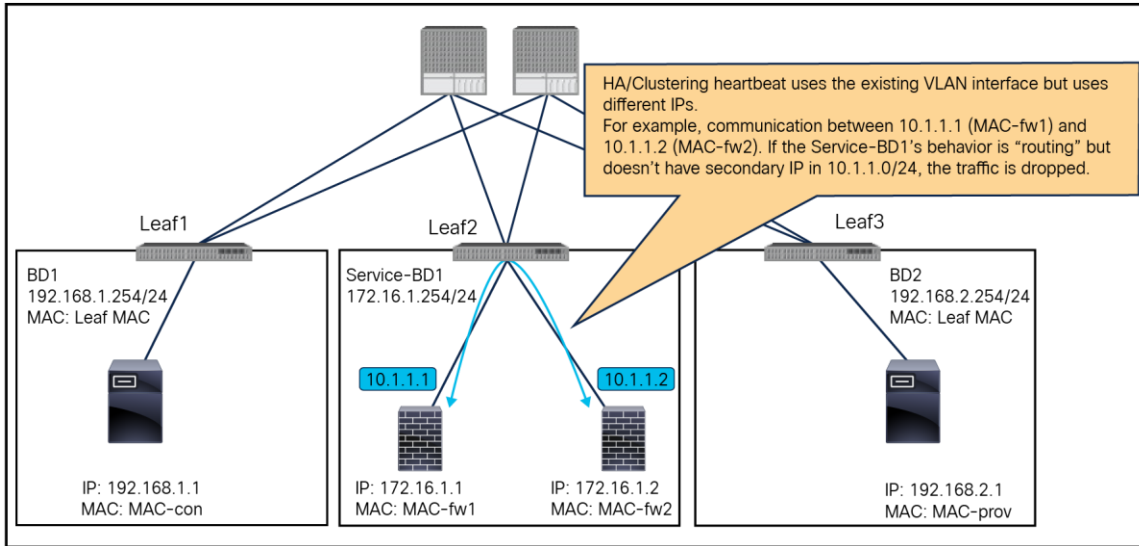 HA/Clustering heartbeat uses the existing VLAN interface but uses
different IPs.
For example, communication between 10.1.1.1 (MAC-fw1) and
10.1.1.2 (MAC-fw2). If the Service-BD1's behavior is “routing” but
doesn't have secondary IP in 10.1.1.0/24, the traffic is dropped.
Leaf1
Leaf2
Leaf3
BD1
192.168.1.254/24
MAC: Leaf MAC
Service-BD1
172.16.1.254/24
BD2
192.168.2.254/24
MAC: Leaf MAC
10.1.1.1
10.1.1.2
IP: 192.168.1.1
MAC: MAC-con
IP: 172.16.1.1
MAC: MAC-fw1
IP: 172.16.1.2
MAC: MAC-fw2
IP: 192.168.2.1
MAC: MAC-prov